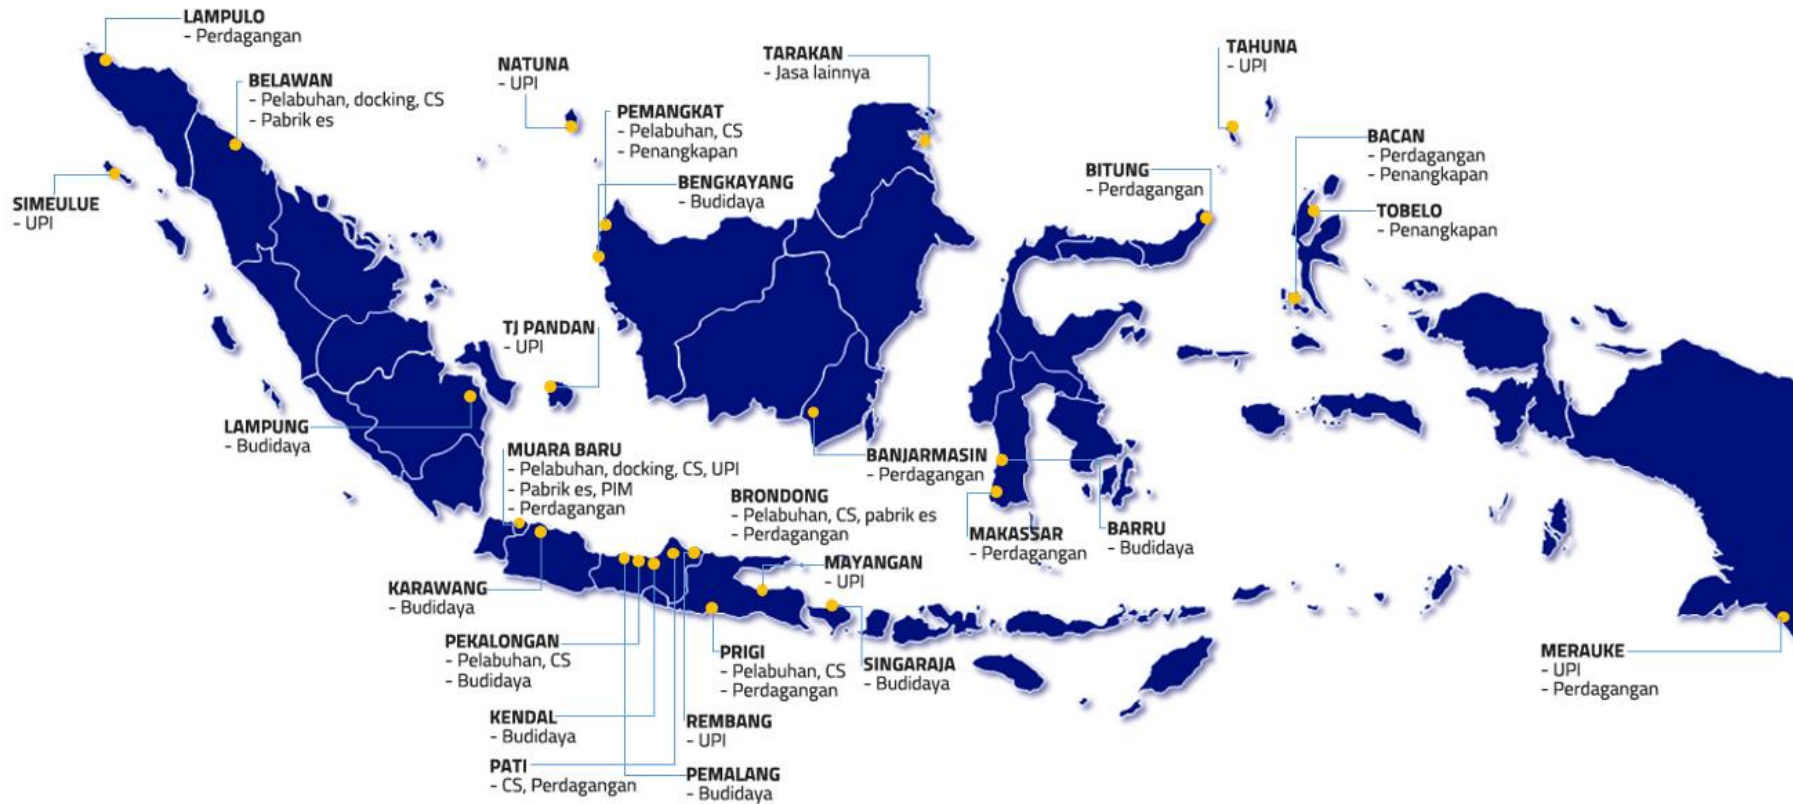 LAMPULO
- Perdagangan
BELAWAN
- Pelabuhan, docking, CS
- Pabrik es
SIMEULUE
- UPI
NATUNA
- UPI
PEMANGKAT
- Pelabuhan, CS
- Penangkapan
BENGKAYANG
- Budidaya
TARAKAN
- Jasa lainnya
TAHUNA
- UPI
BITUNG
- Perdagangan
BACAN
- Perdagangan
- Penangkapan
TOBELO
- Penangkapan
TJ PANDAN
- UPI
LAMPUNG
- Budidaya
MUARA BARU
- Pelabuhan, docking, CS, UPI
- Pabrik es, PIM
- Perdagangan
BRONDONG
- Pelabuhan, CS, pabrik es
- Perdagangan
BANJARMASIN
- Perdagangan
MAKASSAR
- Perdagangan
BARRU
- Budidaya
MAYANGAN
- UPI
KARAWANG
- Budidaya
PEKALONGAN
- Pelabuhan, CS
- Budidaya
PRIGI
- Pelabuhan, CS
- Perdagangan
SINGARAJA
- Budidaya
MERAUKE
- UPI
- Perdagangan
KENDAL
- Budidaya
REMBANG
- UPI
PATI
- CS, Perdagangan
PEMALANG
- Budidaya